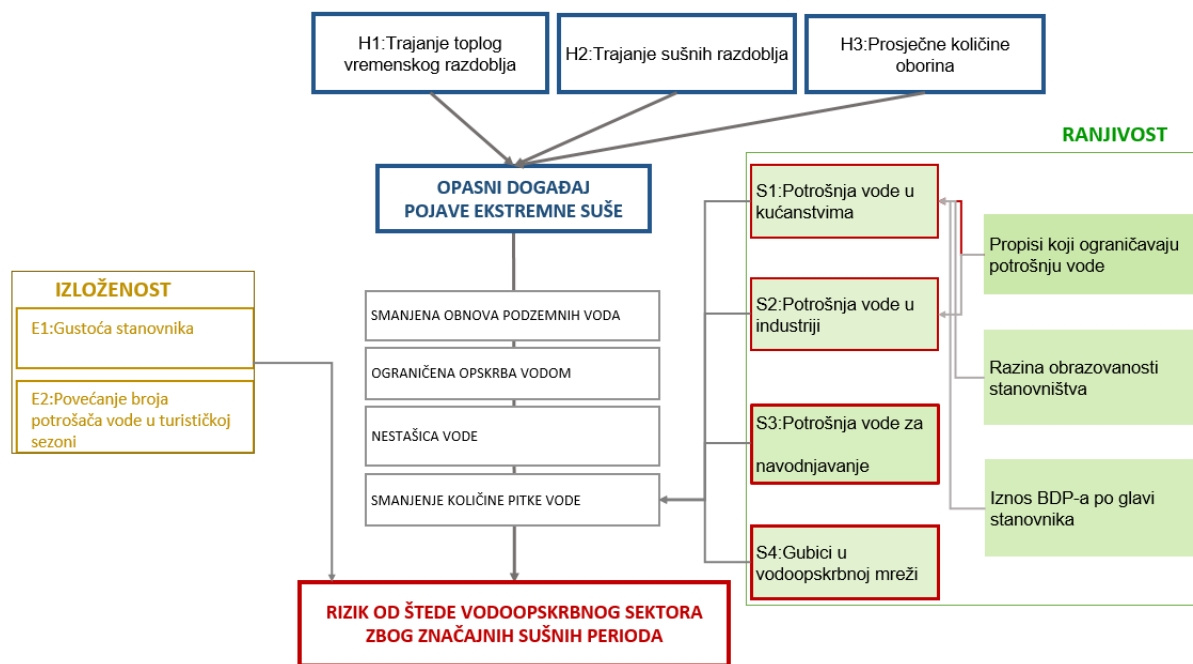 H1:Trajanje toplog
vremenskog razdoblja
H2:Trajanje sušnih razdoblja
H3:Prosječne količine
oborina
OPASNI DOGAĐAJ
POJAVE EKSTREMNE SUŠE
RANJIVOST
S1:Potrošnja vode u
kućanstvima
Propisi koji ograničavaju
potrošnju vode
IZLOŽENOST
E1:Gustoća stanovnika
E2:Povećanje broja
potrošača vode u turističkoj
sezoni
SMANJENA OBNOVA PODZEMNIH VODA
OGRANIČENA OPSKRBA VODOM
NESTAŠICA VODE
SMANJENJE KOLIČINE PITKE VODE
S2:Potrošnja vode u
industriji
Razina obrazovanosti
stanovništva
S3:Potrošnja vode za
navodnjavanje
Iznos BDP-a po glavi
stanovnika
S4:Gubici u
vodoopskrbnoj mreži
RIZIK OD ŠTEDE VODOOPSKRBNOG SEKTORA
ZBOG ZNAČAJNIH SUŠNIH PERIODA